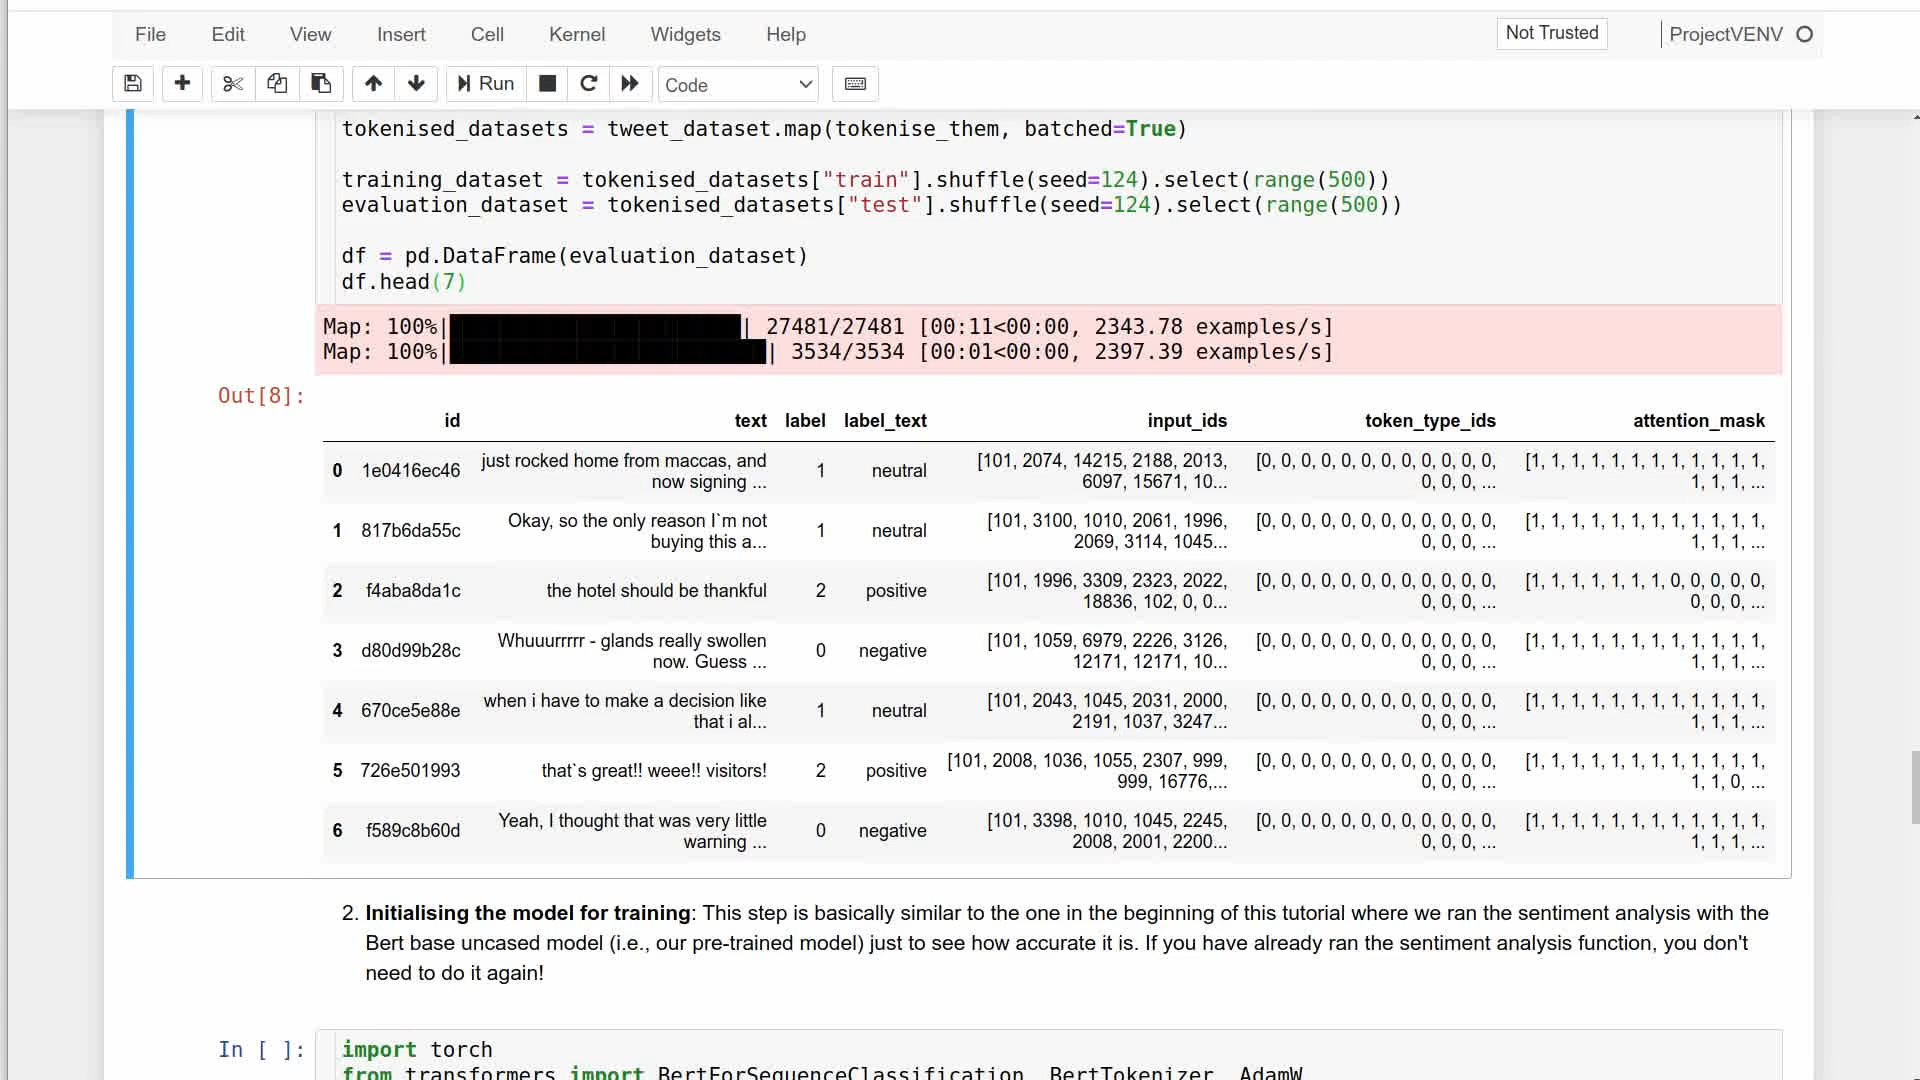 File Edit View Insert Cell Kernel Widgets Help Not Trusted ProjectVENV
Run Code
tokenised_datasets = tweet_dataset.map(tokenise_them, batched=True)
training_dataset = tokenised_datasets["train"].shuffle(seed=124).select(range(500))
evaluation_dataset = tokenised_datasets["test"].shuffle(seed=124).select(range(500))
df = pd.DataFrame(evaluation_dataset)
df.head(7)
Map: 100%| | 27481/27481 [00:11<00:00, 2343.78 examples/s]
Map: 100%| | 3534/3534 [00:01<00:00, 2397.39 examples/s]
Out[8]:
id text label label_text input_ids token_type_ids attention_mask
0 1e0416ec46 just rocked home from maccas, and 1 neutral [101, 2074, 14215, 2188, 2013, [0, 0, 0, 0, 0, 0, 0, 0, 0, 0, 0, 0, [1, 1, 1, 1, 1, 1, 1, 1, 1, 1, 1, 1,
now signing ... 6097, 15671, 10... 0, 0, 0, ... 1, 1, 1, ...
1 817b6da55c Okay, so the only reason I`m not 1 neutral [101, 3100, 1010, 2061, 1996, [0, 0, 0, 0, 0, 0, 0, 0, 0, 0, 0, 0, [1, 1, 1, 1, 1, 1, 1, 1, 1, 1, 1, 1,
buying this a... 2069, 3114, 1045... 0, 0, 0, ... 1, 1, 1, ...
2 f4aba8da1c the hotel should be thankful 2 positive [101, 1996, 3309, 2323, 2022, [0, 0, 0, 0, 0, 0, 0, 0, 0, 0, 0, 0, [1, 1, 1, 1, 1, 1, 1, 0, 0, 0, 0, 0,
18836, 102, 0, 0... 0, 0, 0, ... 0, 0, 0, ...
3 d80d99b28c Whuuurrrrr - glands really swollen 0 negative [101, 1059, 6979, 2226, 3126, [0, 0, 0, 0, 0, 0, 0, 0, 0, 0, 0, 0, [1, 1, 1, 1, 1, 1, 1, 1, 1, 1, 1, 1,
now. Guess ... 12171, 12171, 10... 0, 0, 0, ... 1, 1, 1, ...
4 670ce5e88e when i have to make a decision like 1 neutral [101, 2043, 1045, 2031, 2000, [0, 0, 0, 0, 0, 0, 0, 0, 0, 0, 0, 0, [1, 1, 1, 1, 1, 1, 1, 1, 1, 1, 1, 1,
that i al... 2191, 1037, 3247... 0, 0, 0, ... 1, 1, 1, ...
5 726e501993 that`s great!! weee!! visitors! 2 positive [101, 2008, 1036, 1055, 2307, 999, [0, 0, 0, 0, 0, 0, 0, 0, 0, 0, 0, 0, [1, 1, 1, 1, 1, 1, 1, 1, 1, 1, 1, 1,
999, 16776,... 0, 0, 0, ... 1, 1, 0, ...
6 f589c8b60d Yeah, I thought that was very little 0 negative [101, 3398, 1010, 1045, 2245, [0, 0, 0, 0, 0, 0, 0, 0, 0, 0, 0, 0, [1, 1, 1, 1, 1, 1, 1, 1, 1, 1, 1, 1,
warning ... 2008, 2001, 2200... 0, 0, 0, ... 1, 1, 1, ...
2. Initialising the model for training: This step is basically similar to the one in the beginning of this tutorial where we ran the sentiment analysis with the
Bert base uncased model (i.e., our pre-trained model) just to see how accurate it is. If you have already ran the sentiment analysis function, you don't
need to do it again!
In [ ]: import torch
from transformers import BertForSequenceClassification, BertTokenizer, AdamW